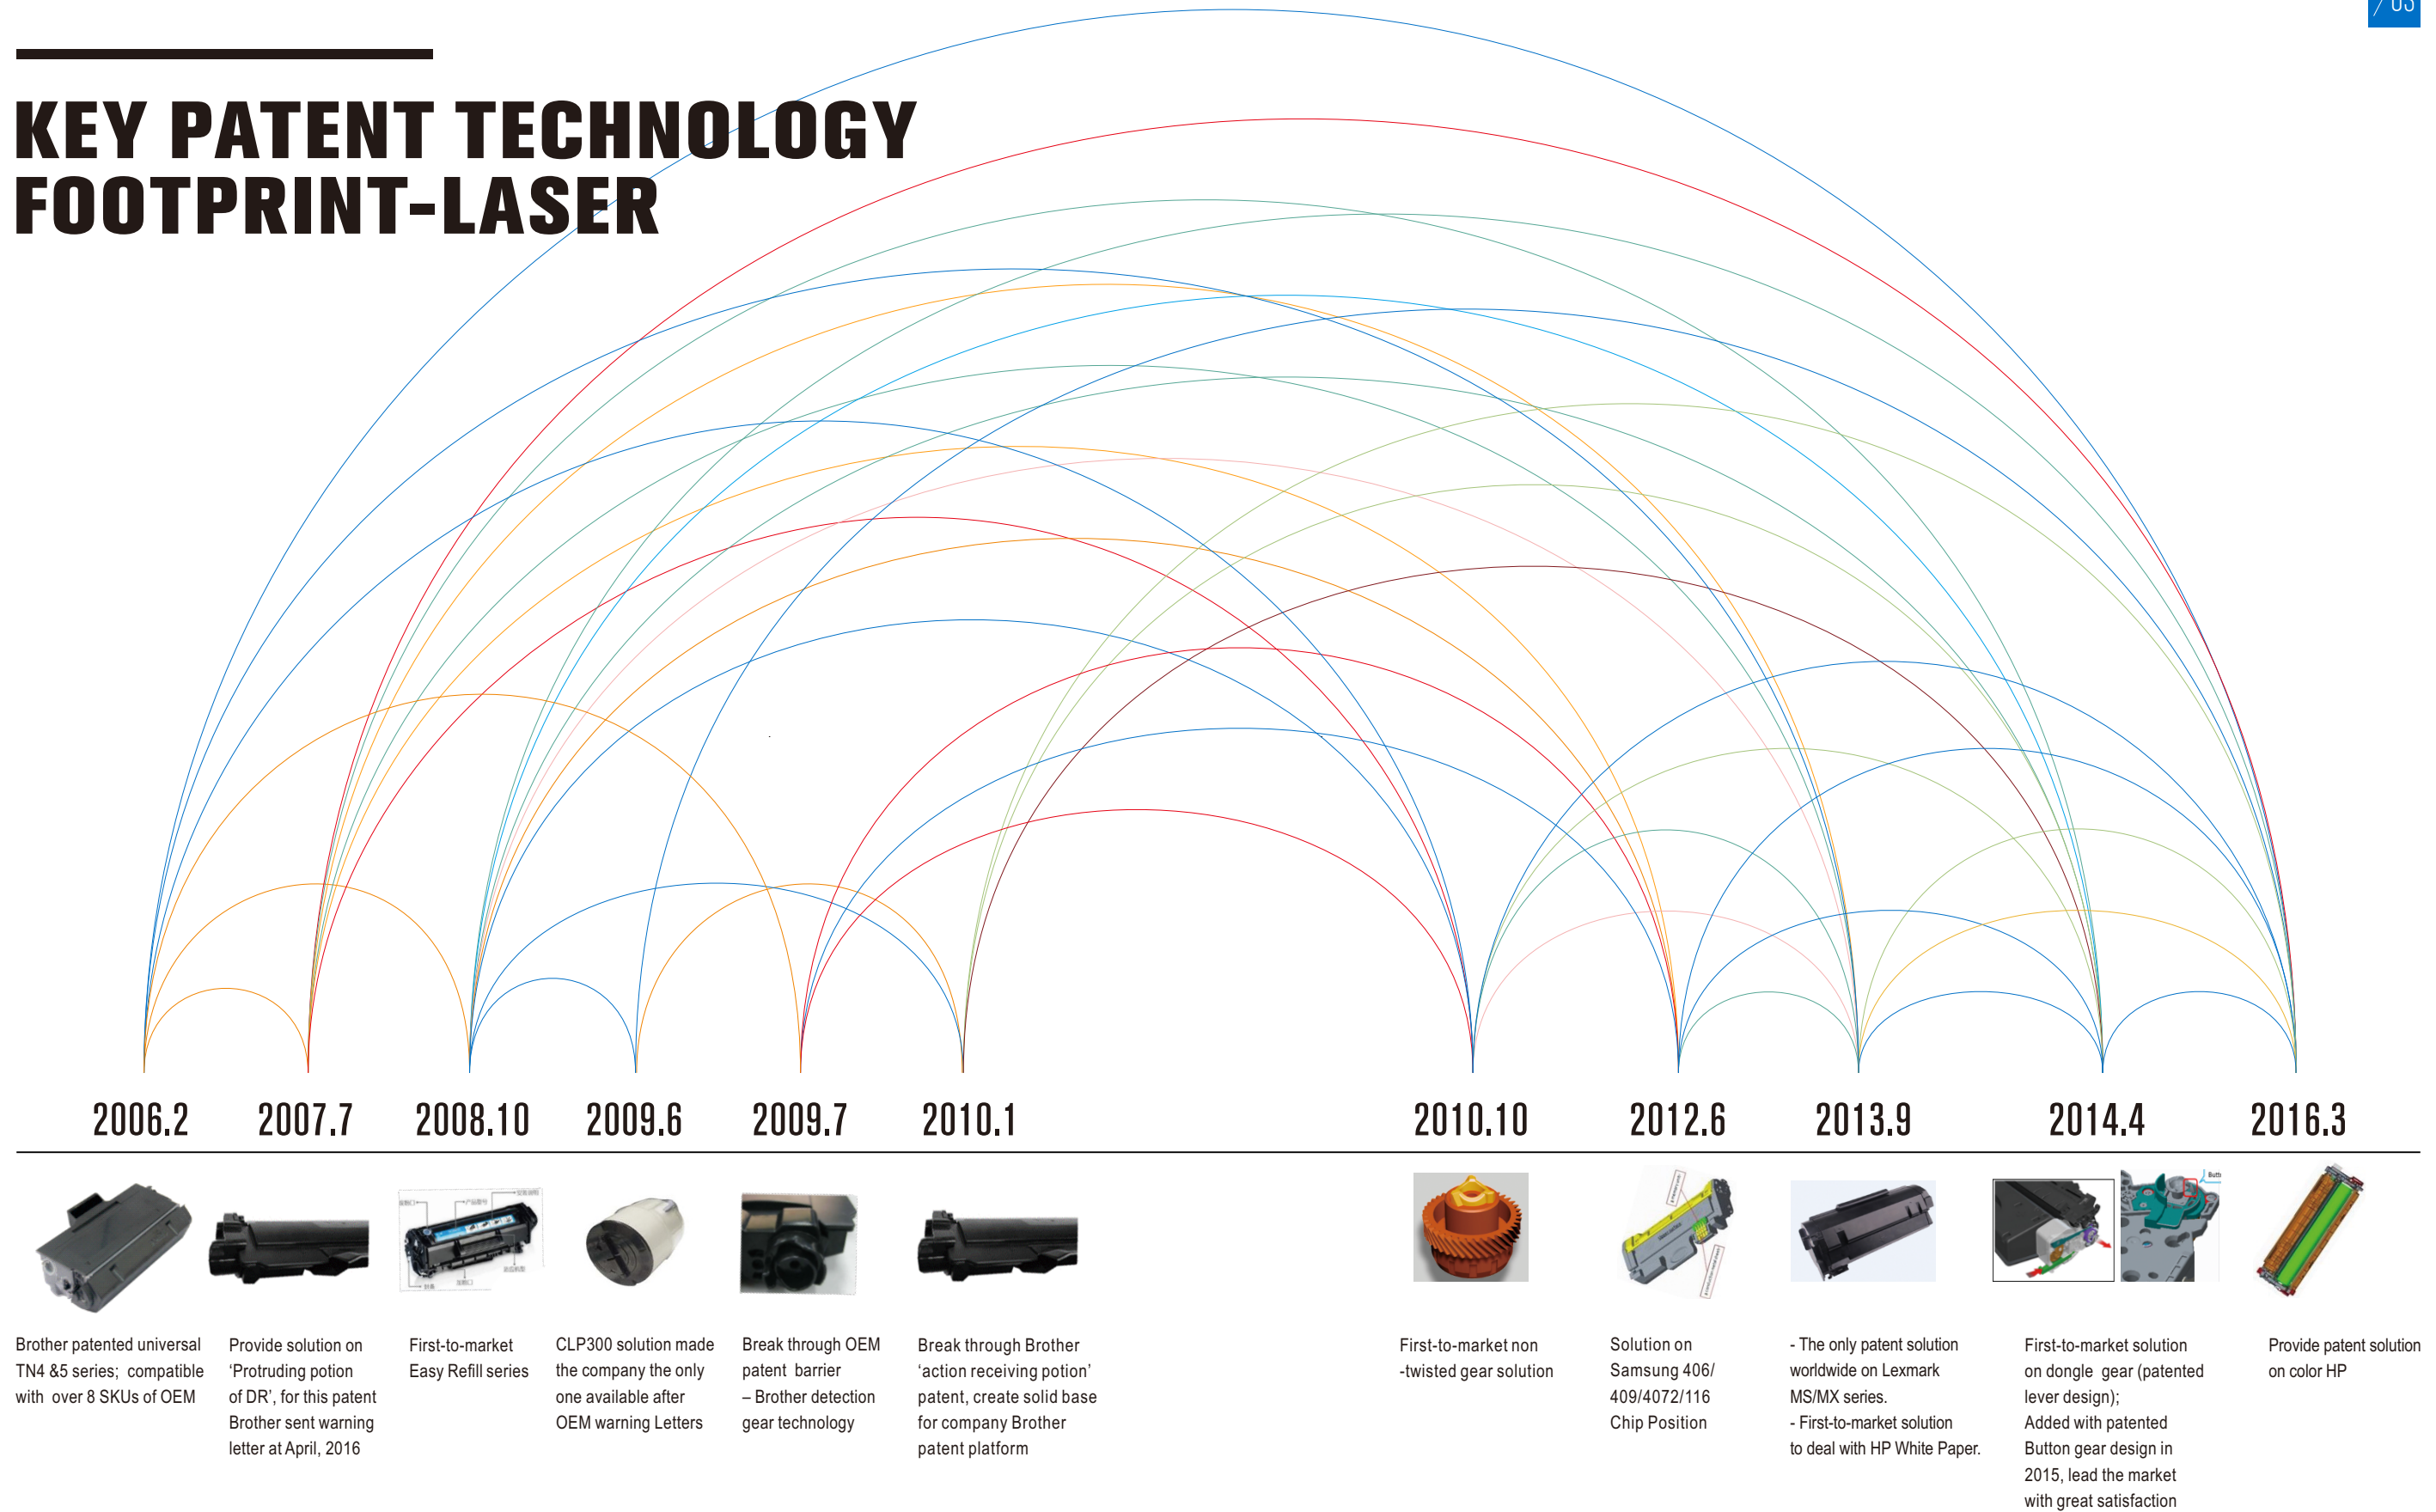 / 03
KEY PATENT TECHNOLOGY
FOOTPRINT-LASER
2006.2
2007.7
2008.10
2009.6
2009.7
2010.1
2010.10
2012.6
2013.9
2014.4
2016.3
Brother patented universal
TN4 &5 series; compatible
with over 8 SKUs of OEM
Provide solution on
‘Protruding potion
of DR’, for this patent
Brother sent warning
letter at April, 2016
First-to-market
Easy Refill series
CLP300 solution made
the company the only
one available after
OEM warning Letters
Break through OEM
patent barrier
– Brother detection
gear technology
Break through Brother
‘action receiving potion’
patent, create solid base
for company Brother
patent platform
First-to-market non
-twisted gear solution
Solution on
Samsung 406/
409/4072/116
Chip Position
- The only patent solution
worldwide on Lexmark
MS/MX series.
- First-to-market solution
to deal with HP White Paper.
First-to-market solution
on dongle gear (patented
lever design);
Added with patented
Button gear design in
2015, lead the market
with great satisfaction
Provide patent solution
on color HP